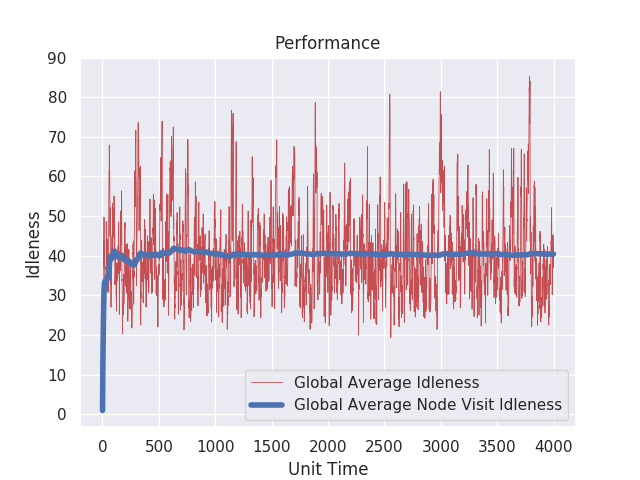 Performance
Idleness
90
80
70
60
50
40
30
20
10
0
0 500 1000 1500 2000 2500 3000 3500 4000
Unit Time
Global Average Idleness
Global Average Node Visit Idleness